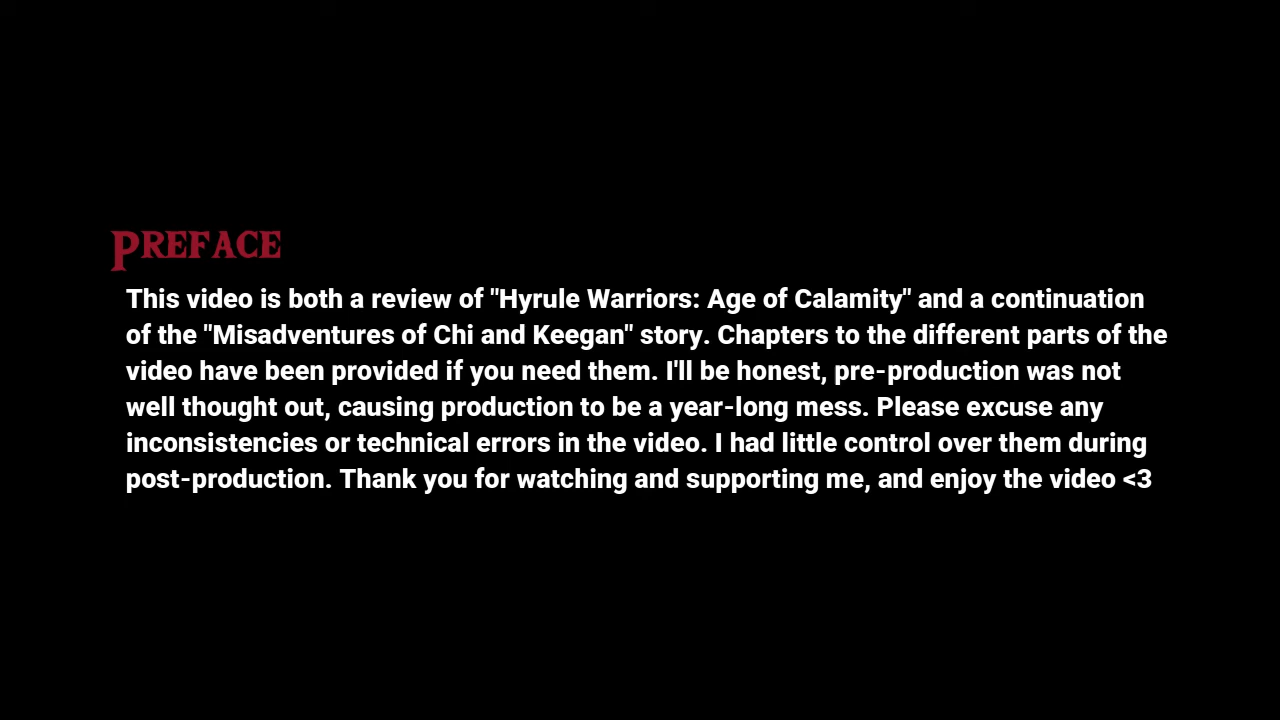 PREFACE
This video is both a review of "Hyrule Warriors: Age of Calamity" and a continuation
of the "Misadventures of Chi and Keegan" story. Chapters to the different parts of the
video have been provided if you need them. I'll be honest, pre-production was not
well thought out, causing production to be a year-long mess. Please excuse any
inconsistencies or technical errors in the video. I had little control over them during
post-production. Thank you for watching and supporting me, and enjoy the video <3